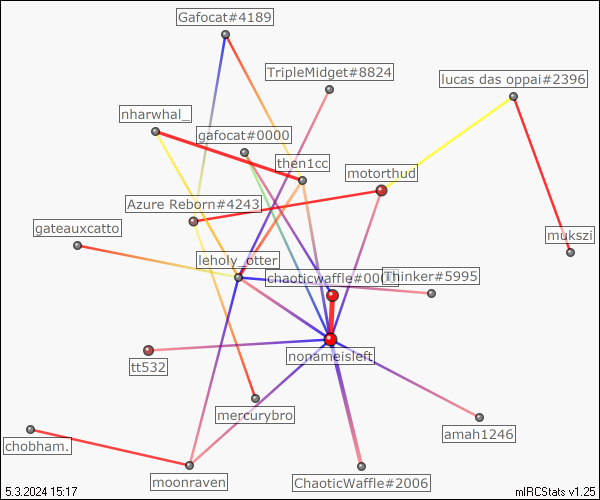 Gafocat#4189
TripleMidget#8824
lucas das oppai#2396
nharwhal_
gafocat#0000
then1cc
motorthud
Azure Reborn#4243
gateauxcatto
mukszi
leholy_otter
chaoticwaffle#000
Thinker#5995
nonameisleft
tt532
mercurybro
amah1246
chobham.
moonraven
ChaoticWaffle#2006
5.3.2024 15:17
mIRCStats v1.25